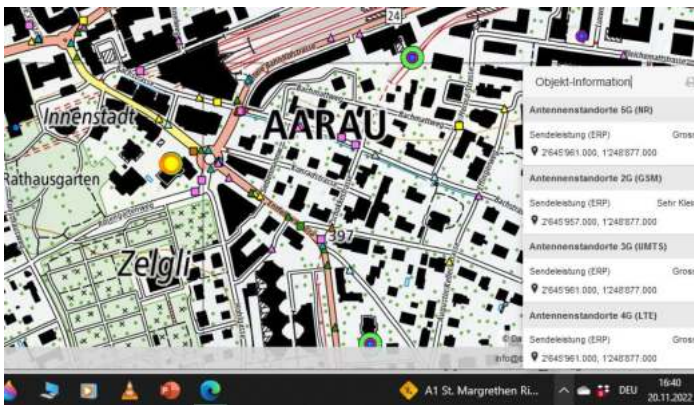 24
Innenstadt
AARAU
Rathausgarten
Zelgli
397
Objekt-Information
Antennenstandorte 5G (NR)
Sendeleistung (ERP) Gross
2'645'961.000, 1'248'877.000
Antennenstandorte 2G (GSM)
Sendeleistung (ERP) Sehr Klein
2'645'957.000, 1'248'877.000
Antennenstandorte 3G (UMTS)
Sendeleistung (ERP) Gross
2'645'961.000, 1'248'877.000
Antennenstandorte 4G (LTE)
Sendeleistung (ERP) Gross
2'645'961.000, 1'248'877.000
A1 St. Margrethen Ri...
DEU
16:40
20.11.2022